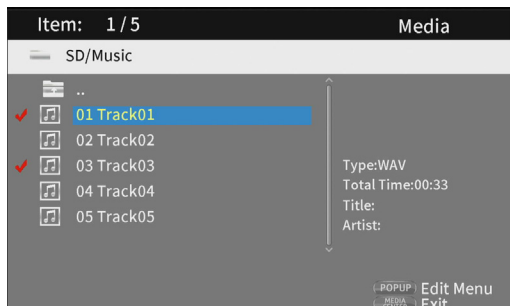 Item: 1/5 Media
SD/Music
..
01 Track01
02 Track02
03 Track03
04 Track04
05 Track05
Type:WAV
Total Time:00:33
Title:
Artist:
POPUP Edit Menu
MEDIA Exit